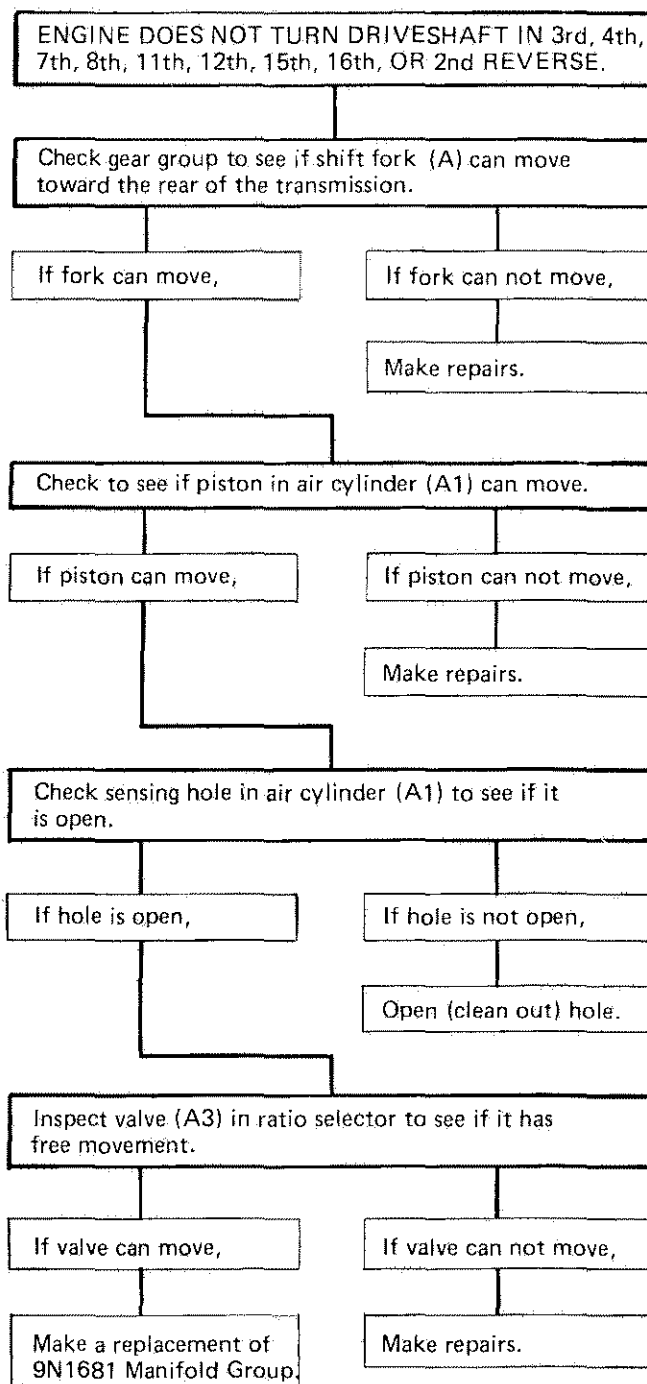 ENGINE DOES NOT TURN DRIVESHAFT IN 3rd, 4th,
7th, 8th, 11th, 12th, 15th, 16th, OR 2nd REVERSE.
Check gear group to see if shift fork (A) can move
toward the rear of the transmission.
If fork can move,
If fork can not move,
Make repairs.
Check to see if piston in air cylinder (A1) can move.
If piston can move,
If piston can not move,
Make repairs.
Check sensing hole in air cylinder (A1) to see if it
is open.
If hole is open,
If hole is not open,
Open (clean out) hole.
Inspect valve (A3) in ratio selector to see if it has
free movement.
If valve can move,
If valve can not move,
Make a replacement of
9N1681 Manifold Group.
Make repairs.